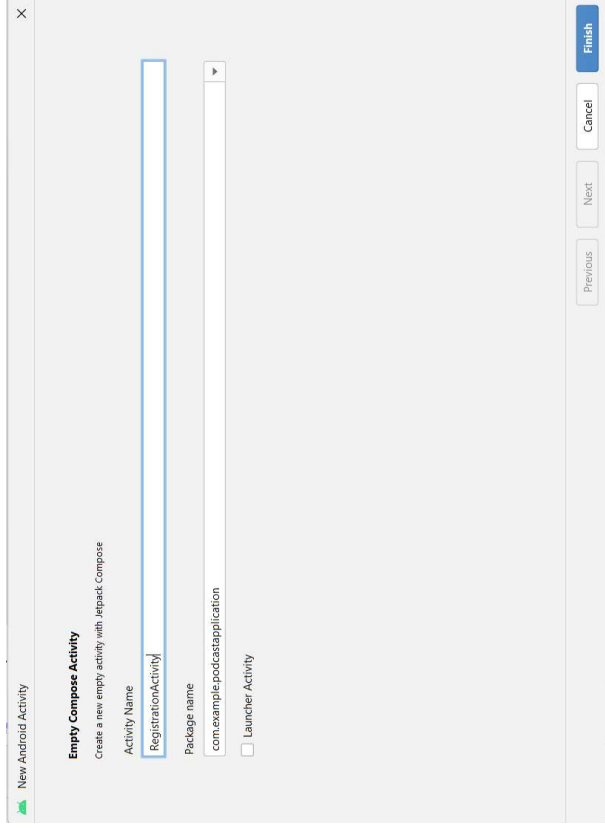 New Android Activity
Empty Compose Activity
Create a new empty activity with Jetpack Compose
Activity Name
RegistrationActivity
Package name
com.example.podcastapplication
Launcher Activity
Previous
Next
Cancel
Finish